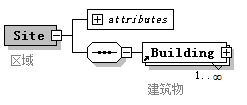 attributes
Site
区域
Building
1..∞
建筑物